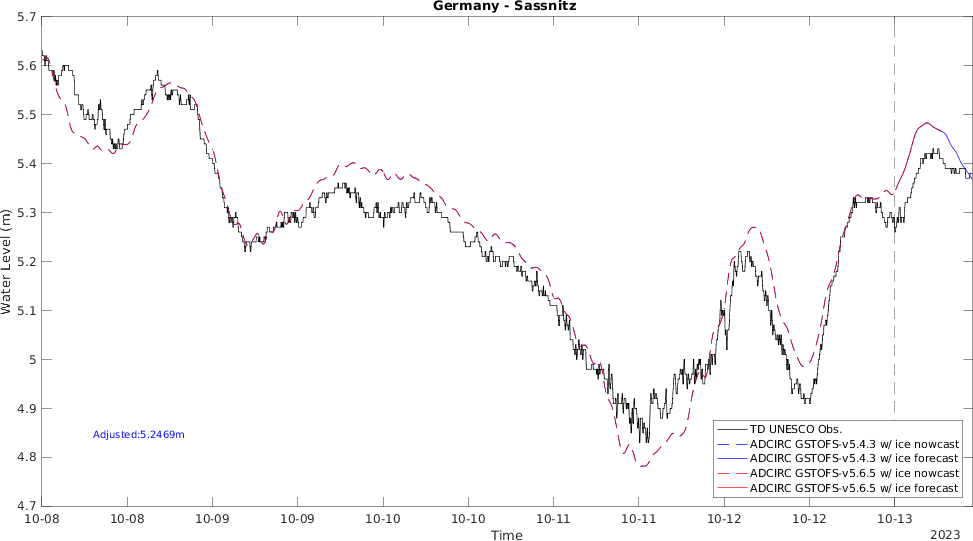 Germany - Sassnitz
5.7
5.6
5.5
5.4
5.3
5.2
5.1
5
4.9
4.8
4.7
Water Level (m)
Adjusted:5.2469m
TD UNESCO Obs.
ADCIRC GSTOFS-v5.4.3 w/ ice nowcast
ADCIRC GSTOFS-v5.4.3 w/ ice forecast
ADCIRC GSTOFS-v5.6.5 w/ ice nowcast
ADCIRC GSTOFS-v5.6.5 w/ ice forecast
10-08 10-08 10-09 10-09 10-10 10-10 10-11 10-11 10-12 10-12 10-13
Time
2023